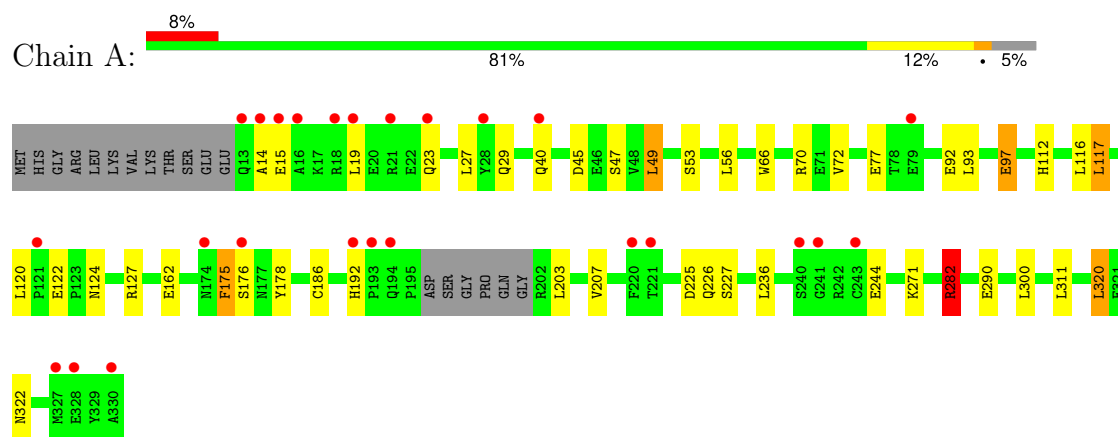 8%
Chain A:
81% 12% • 5%
MET HIS GLY ARG LEU LYS VAL LYS THR SER GLU GLU Q13 A14 E15 A16 K17 R18 L19 E20 R21 E22 Q23 L27 Y28 Q29 Q40 D45 E46 S47 V48 L49 S53 L56 W66 R70 E71 V72 E77 T78 E79 E92 L93 E97 H112 L116 L117
L120 P121 E122 P123 N124 R127 E162 N174 F175 S176 N177 Y178 C186 H192 P193 Q194 P195 ASP SER GLY PRO GLN GLY R202 L203 V207 F220 T221 D225 Q226 S227 L236 S240 G241 R242 C243 E244 K271 R282 E290 L300 L311 L320 E321
N322 M327 E328 Y329 A330